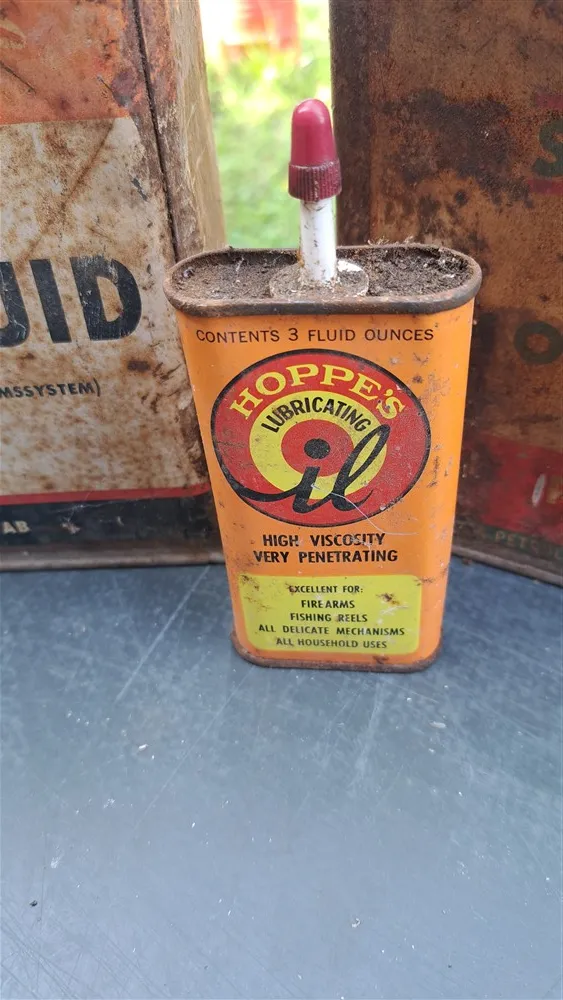 CONTENTS 3 FLUID OUNCES
HOPPE'S
LUBRICATING
oil
HIGH VISCOSITY
VERY PENETRATING
EXCELLENT FOR:
FIREARMS
FISHING REELS
ALL DELICATE MECHANISMS
ALL HOUSEHOLD USES
UID
MSSYSTEM)
AB
S
O